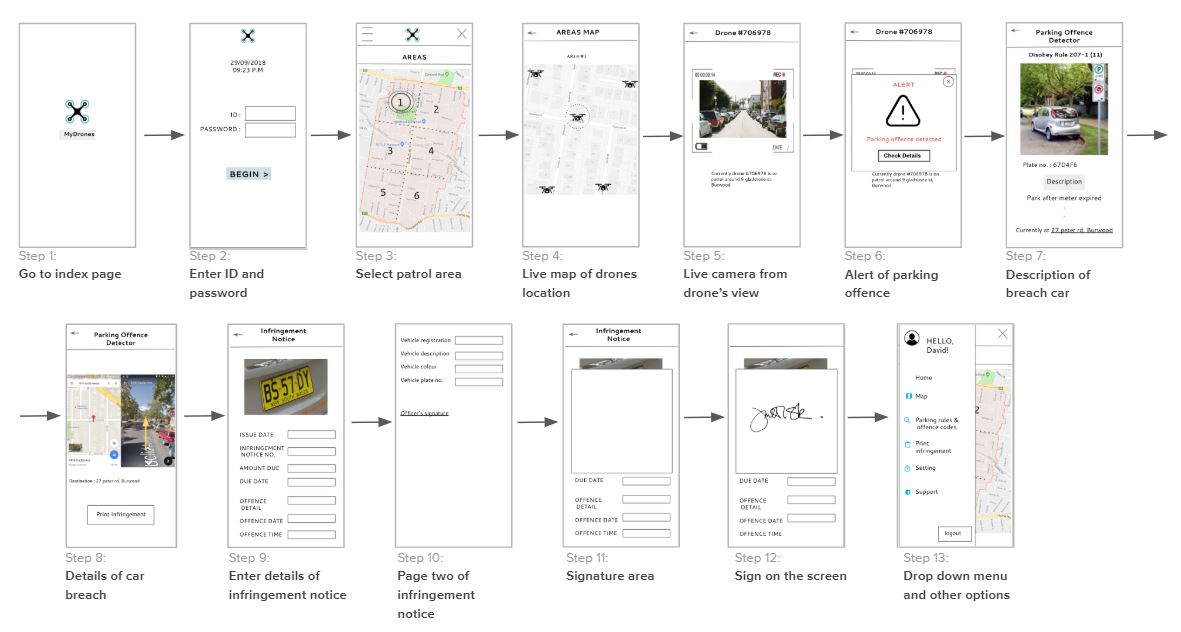 MyDrones
Step 1:
Go to index page
29/09/2018
09:23 P.M
ID :
PASSWORD :
BEGIN >
Step 2:
Enter ID and
password
AREAS
1
2
3
4
5
6
Step 3:
Select patrol area
AREAS MAP
AREA #1
Step 4:
Live map of drones
location
Drone #706978
00:00:00:14
REC
DATE /
Currently drone #706978 is on
patrol around 9 gladstone st,
Burwood
Step 5:
Live camera from
drone's view
Drone #706978
ALERT
Parking offence detected
Check Details
Currently drone #706978 is on
patrol around 9 gladstone st,
Burwood
Step 6:
Alert of parking
offence
Parking Offence
Detector
Disobey Rule 207-1 (11)
P
Plate no. : 67D4F6
Description
Park after meter expired
.
.
Currently at 27 peter rd, Burwood
Step 7:
Description of
breach car
Parking Offence
Detector
Destination : 27 peter rd, Burwood
Print Infringement
Step 8:
Details of car
breach
Infringement
Notice
BS 57 DY
NEW SOUTH WALES
ISSUE DATE
INFRINGEMENT
NOTICE NO.
AMOUNT DUE
DUE DATE
OFFENCE
DETAIL
OFFENCE DATE
OFFENCE TIME
Step 9:
Enter details of
infringement notice
Vehicle registration
Vehicle description
Vehicle colour
Vehicle plate no.
Officer's signature
Step 10:
Page two of
infringement
notice
Infringement
Notice
DUE DATE
OFFENCE
DETAIL
OFFENCE DATE
OFFENCE TIME
Step 11:
Signature area
DUE DATE
OFFENCE
DETAIL
OFFENCE DATE
OFFENCE TIME
Step 12:
Sign on the screen
HELLO,
David!
Home
Map
Parking rules &
offence codes
Print
infringement
Setting
Support
logout
2
Step 13:
Drop down menu
and other options